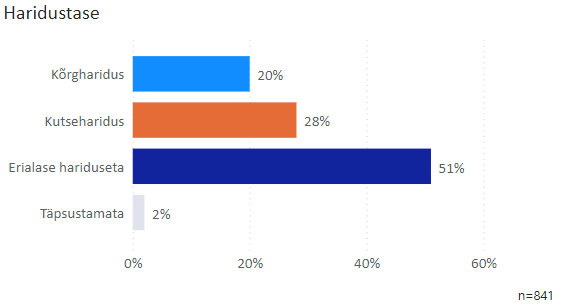 Haridustase
Kõrgharidus 20%
Kutseharidus 28%
Erialase hariduseta 51%
Täpsustamata 2%
0% 20% 40% 60%
n=841